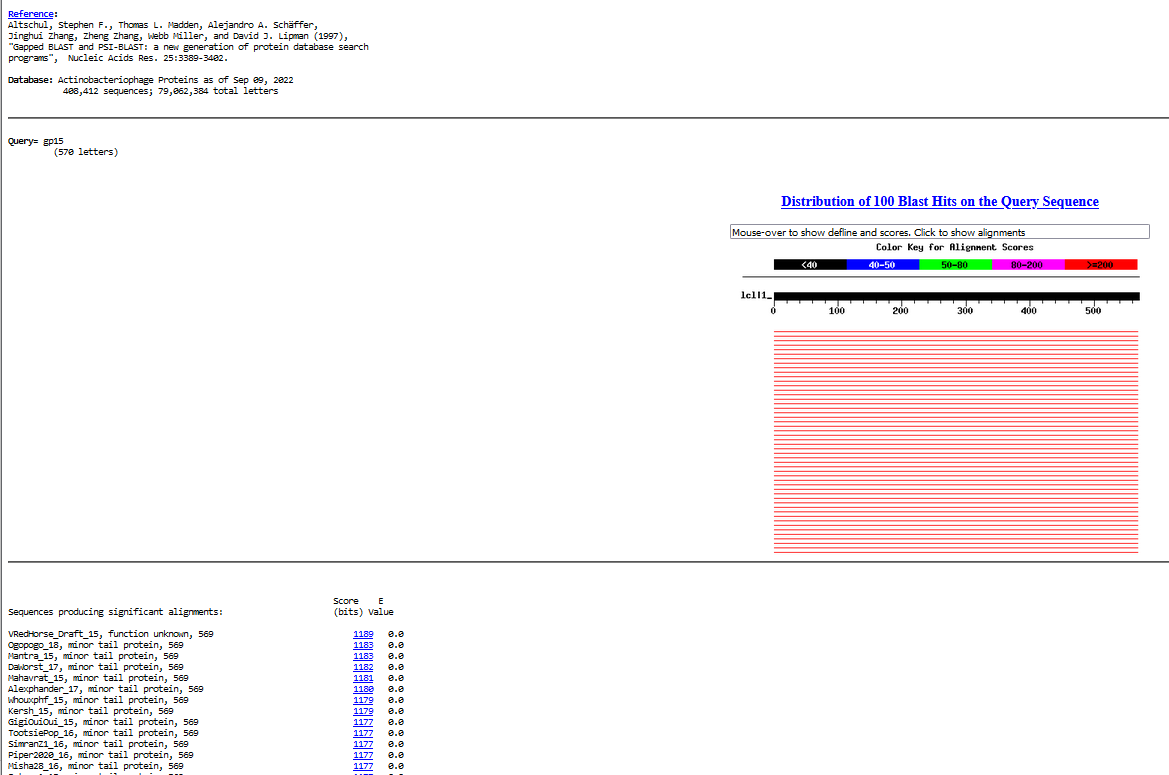 Reference:
Altschul, Stephen F., Thomas L. Madden, Alejandro A. Schäffer,
Jinghui Zhang, Zheng Zhang, Webb Miller, and David J. Lipman (1997),
"Gapped BLAST and PSI-BLAST: a new generation of protein database search
programs",  Nucleic Acids Res. 25:3389-3402.
Database: Actinobacteriophage Proteins as of Sep 09, 2022
408,412 sequences; 79,062,384 total letters
Query= gp15
(570 letters)
Distribution of 100 Blast Hits on the Query Sequence
Mouse-over to show defline and scores. Click to show alignments
Color Key for Alignment Scores
<40 40-50 50-80 80-200 >=200
lcl|1_
0 100 200 300 400 500
Score E
Sequences producing significant alignments: (bits) Value
VRedHorse_Draft_15, function unknown, 569 1189 0.0
Ogopogo_18, minor tail protein, 569 1183 0.0
Mantra_15, minor tail protein, 569 1183 0.0
DaWorst_17, minor tail protein, 569 1182 0.0
Mahavrat_15, minor tail protein, 569 1181 0.0
Alexphander_17, minor tail protein, 569 1180 0.0
Whouxphf_15, minor tail protein, 569 1179 0.0
Kersh_15, minor tail protein, 569 1179 0.0
GigiOuiOui_15, minor tail protein, 569 1177 0.0
TootsiePop_16, minor tail protein, 569 1177 0.0
SimranZ1_16, minor tail protein, 569 1177 0.0
Piper2020_16, minor tail protein, 569 1177 0.0
Misha28_16, minor tail protein, 569 1177 0.0